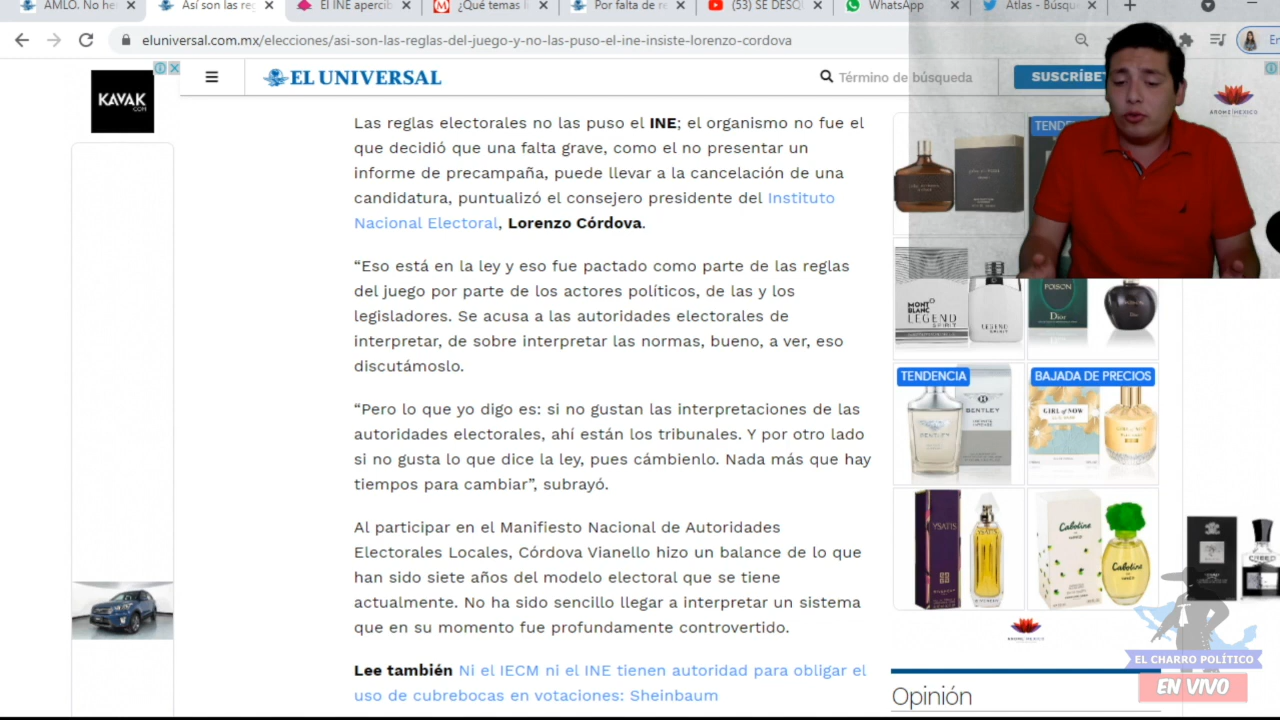 AMLO. No he
Así son las reg
El INE apercib
¿Qué temas l
Por falta de re
(53) SE DESQU
WhatsApp
Atlas - Búsqu
eluniversal.com.mx/elecciones/asi-son-las-reglas-del-juego-y-no-las-puso-el-ine-insiste-lorenzo-cordova
KAVAK
.COM
EL UNIVERSAL
Término de búsqueda
SUSCRÍBET
AROME MEXICO
Las reglas electorales no las puso el INE; el organismo no fue el
que decidió que una falta grave, como el no presentar un
informe de precampaña, puede llevar a la cancelación de una
candidatura, puntualizó el consejero presidente del Instituto
Nacional Electoral, Lorenzo Córdova.
“Eso está en la ley y eso fue pactado como parte de las reglas
del juego por parte de los actores políticos, de las y los
legisladores. Se acusa a las autoridades electorales de
interpretar, de sobre interpretar las normas, bueno, a ver, eso
discutámoslo.
“Pero lo que yo digo es: si no gustan las interpretaciones de las
autoridades electorales, ahí están los tribunales. Y por otro lado
si no gusta lo que dice la ley, pues cámbienlo. Nada más que hay
tiempos para cambiar”, subrayó.
Al participar en el Manifiesto Nacional de Autoridades
Electorales Locales, Córdova Vianello hizo un balance de lo que
han sido siete años del modelo electoral que se tiene
actualmente. No ha sido sencillo llegar a interpretar un sistema
que en su momento fue profundamente controvertido.
Lee también Ni el IECM ni el INE tienen autoridad para obligar el
uso de cubrebocas en votaciones: Sheinbaum
TENDE
MONT
BLANC
LEGEND
SPIRIT
LEGEND
SPIRIT
POISON
Dior
TENDENCIA
BENTLEY
BAJADA DE PRECIOS
GIRL of NOW
YSATIS
Cabotine
Cabotine
CREED
AROME MEXICO
Opinión
EL CHARRO POLÍTICO
EN VIVO